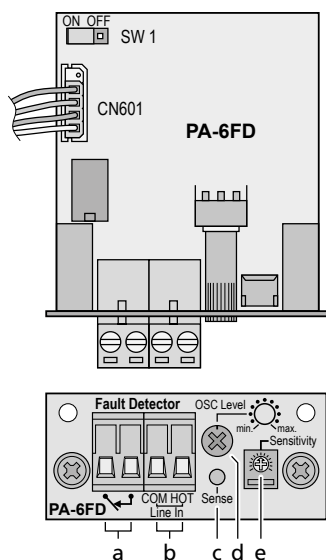 ON OFF
SW 1
CN601
PA-6FD
Fault Detector
OSC Level
min.
max.
Sensitivity
PA-6FD
COM HOT
Line In
Sense
a b c d e